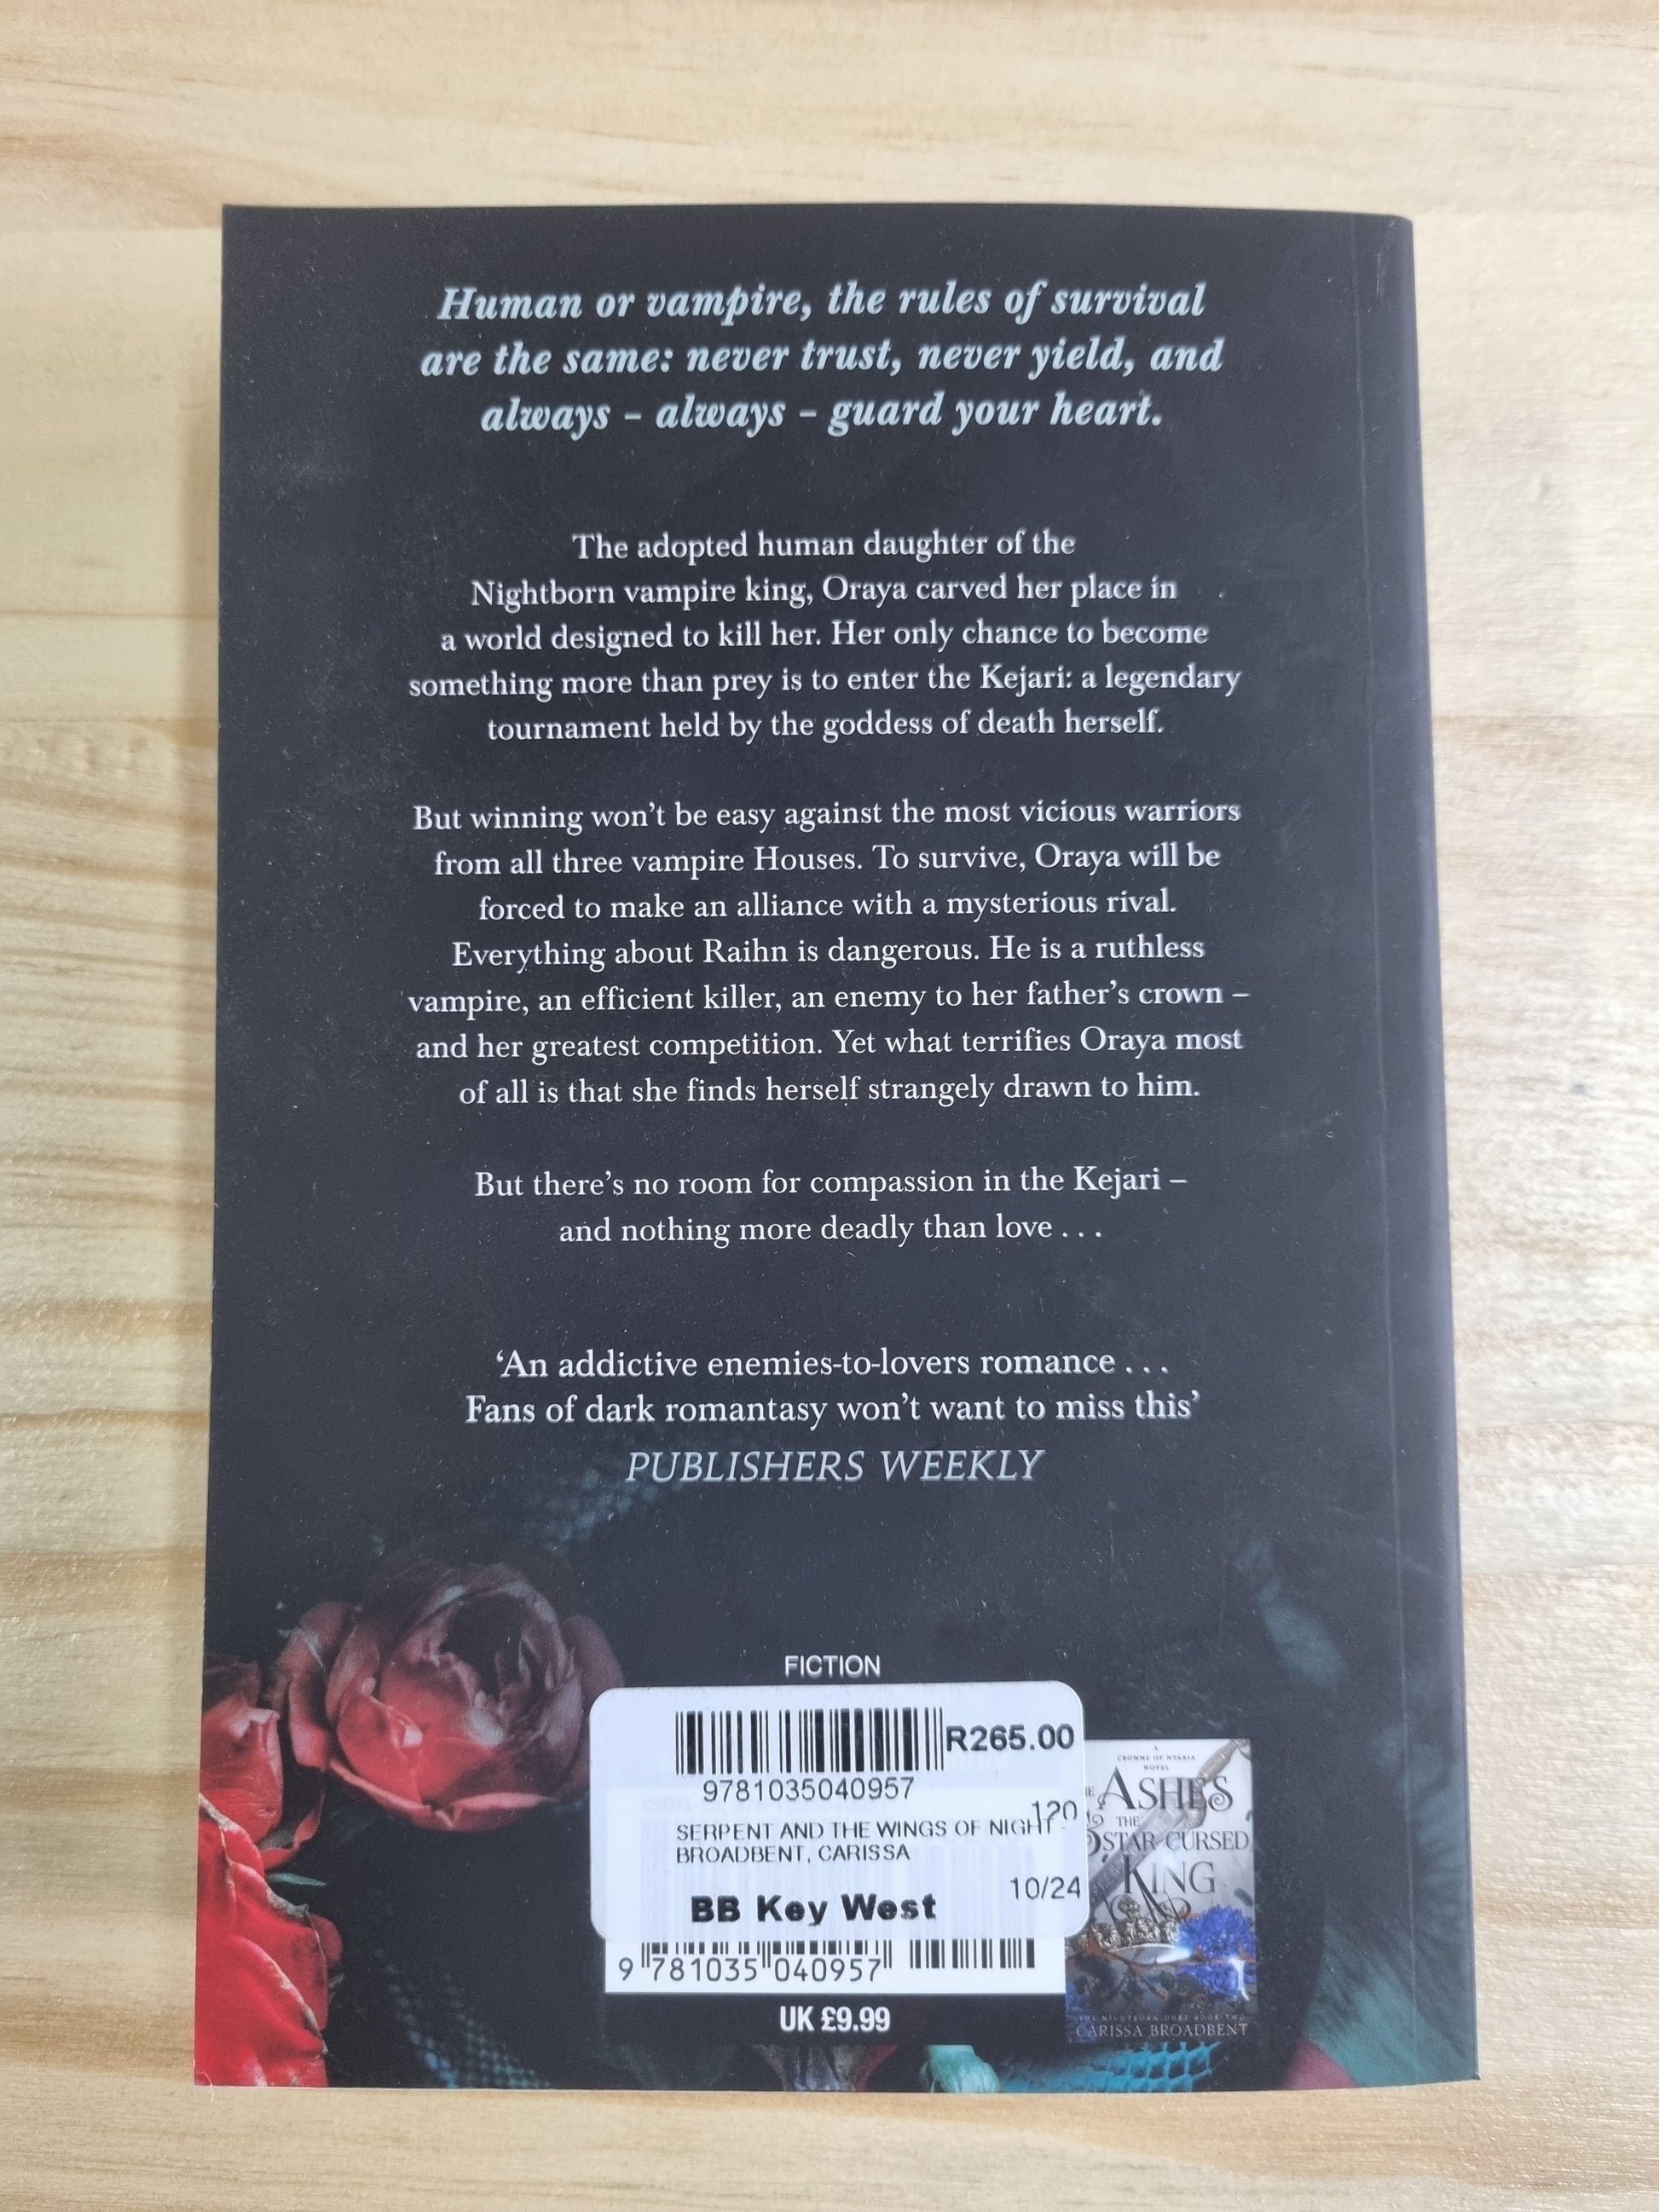 Human or vampire, the rules of survival
are the same: never trust, never yield, and
always – always – guard your heart.
The adopted human daughter of the
Nightborn vampire king, Oraya carved her place in
a world designed to kill her. Her only chance to become
something more than prey is to enter the Kejari: a legendary
tournament held by the goddess of death herself.
But winning won’t be easy against the most vicious warriors
from all three vampire Houses. To survive, Oraya will be
forced to make an alliance with a mysterious rival.
Everything about Raihn is dangerous. He is a ruthless
vampire, an efficient killer, an enemy to her father’s crown –
and her greatest competition. Yet what terrifies Oraya most
of all is that she finds herself strangely drawn to him.
But there’s no room for compassion in the Kejari –
and nothing more deadly than love . . .
‘An addictive enemies-to-lovers romance . . .
Fans of dark romantasy won’t want to miss this’
PUBLISHERS WEEKLY
FICTION
R265.00
9781035040957
120
SERPENT AND THE WINGS OF NIGHT -
BROADBENT, CARISSA
10/24
BB Key West
9 781035 040957
UK £9.99
A
CROWNS OF NYAXIA
NOVEL
ASHES
THE
STAR-CURSED
KING
THE NIGHTBORN DUET BOOK TWO
CARISSA BROADBENT